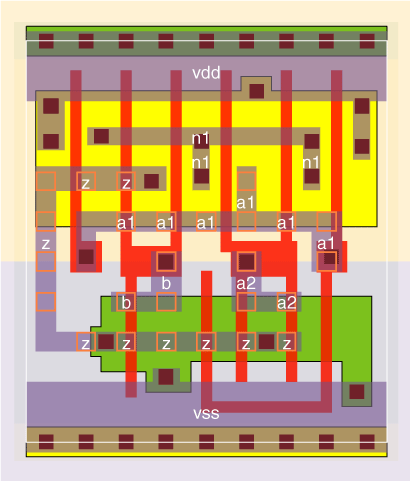 vdd
n1
n1 n1
z z
a1
a1 a1 a1 a1
z a1
b a2
b a2
z z z z z z
vss